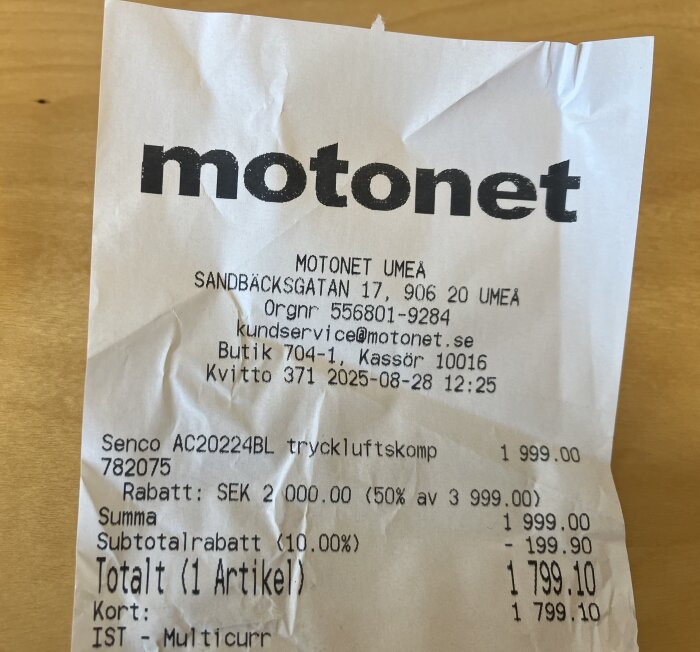 motonet
MOTONET UMEÅ
SANDBÄCKSGATAN 17, 906 20 UMEÅ
Orgnr 556801-9284
kundservice@motonet.se
Butik 704-1, Kassör 10016
Kvitto 371 2025-08-28 12:25
Senco AC20224BL tryckluftskomp 1 999.00
782075
Rabatt: SEK 2 000.00 (50% av 3 999.00)
Summa 1 999.00
Subtotalrabatt (10.00%) - 199.90
Totalt (1 Artikel) 1 799.10
Kort: 1 799.10
IST - Multicurr